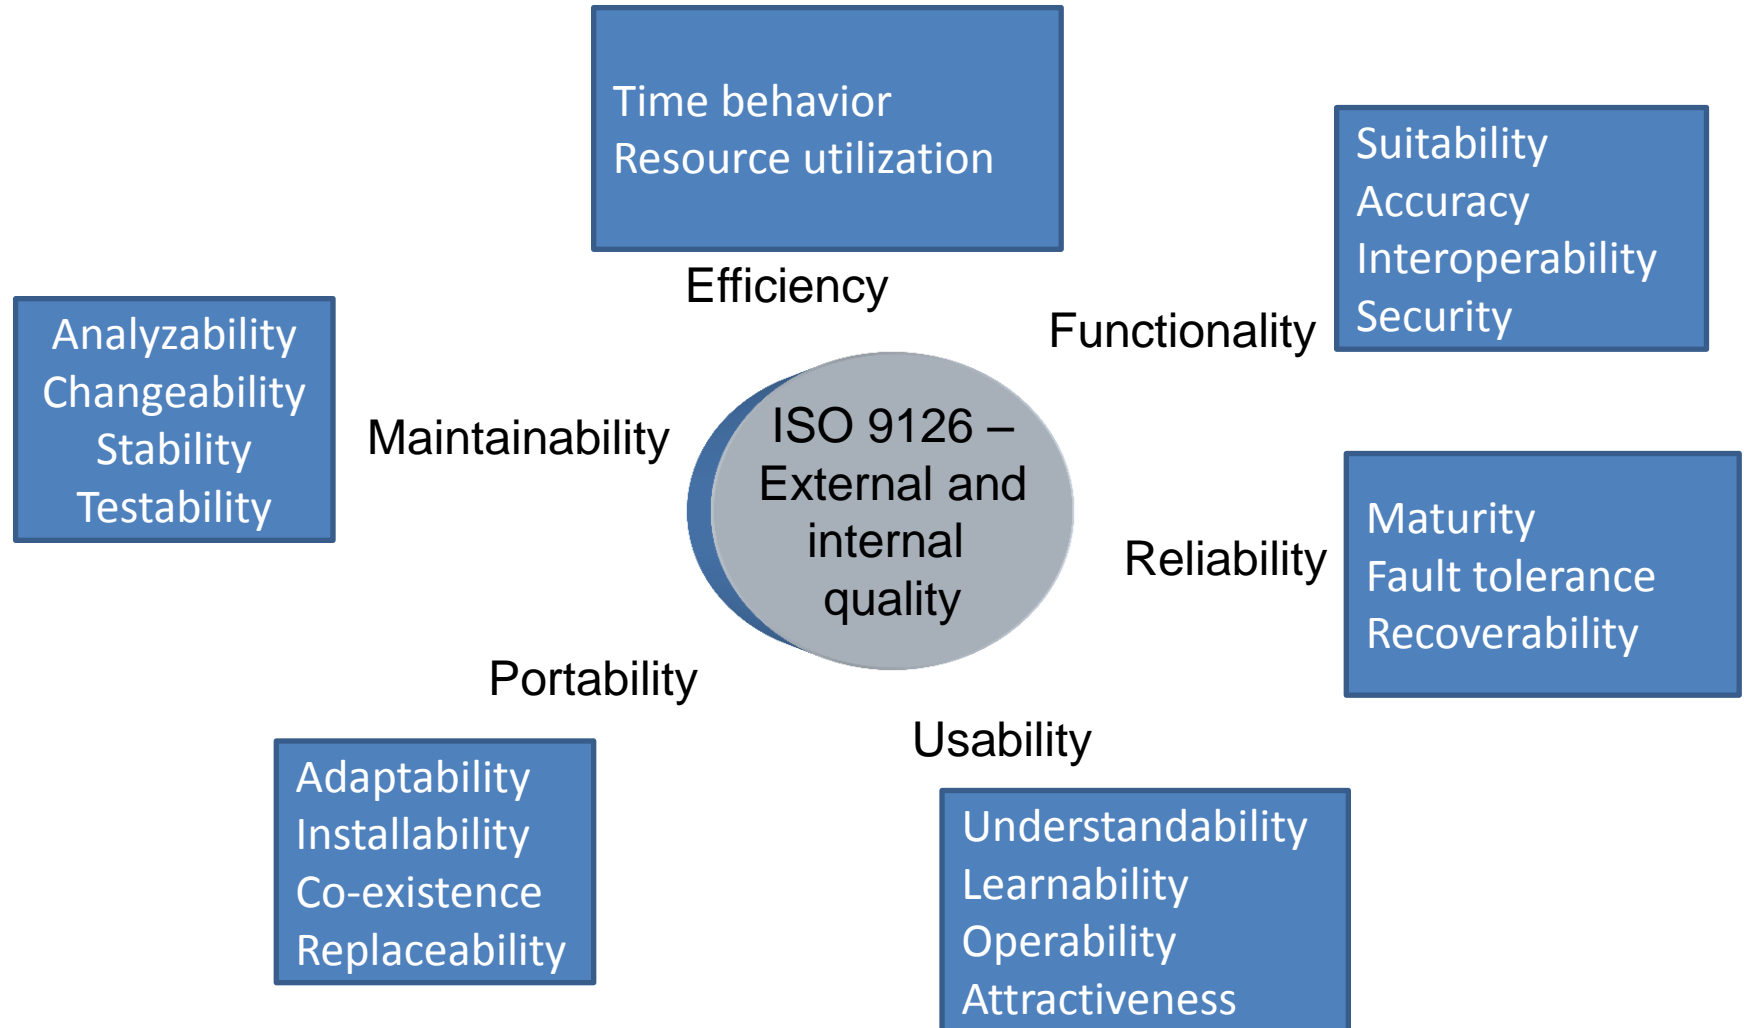 Time behavior
Resource utilization
Efficiency
Suitability
Accuracy
Interoperability
Security
Functionality
Analyzability
Changeability
Stability
Testability
Maintainability
ISO 9126 –
External and
internal
quality
Maturity
Fault tolerance
Recoverability
Reliability
Portability
Adaptability
Installability
Co-existence
Replaceability
Usability
Understandability
Learnability
Operability
Attractiveness